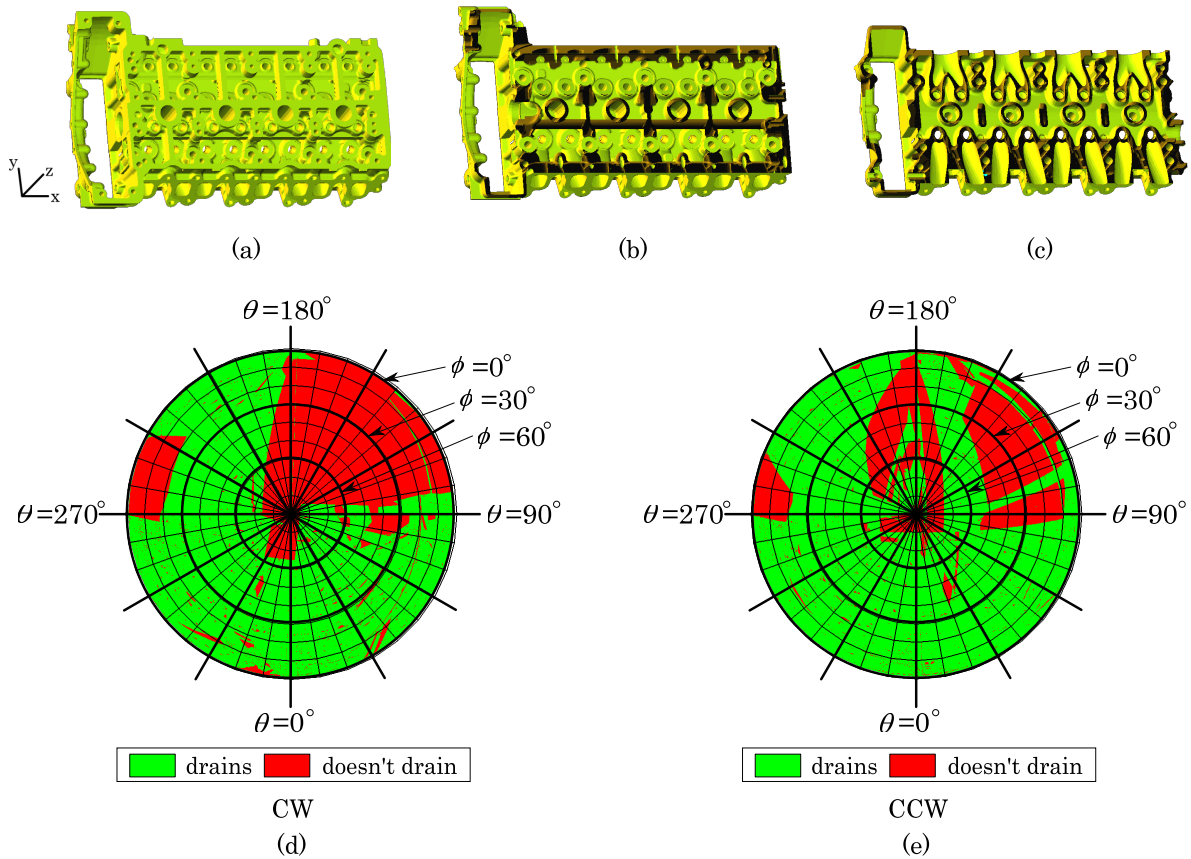 y
z
x
(a)
(b)
(c)
θ=180°
θ=180°
ϕ=0°
ϕ=30°
ϕ=60°
ϕ=0°
ϕ=30°
ϕ=60°
θ=270°
θ=90°
θ=270°
θ=90°
θ=0°
θ=0°
drains doesn't drain
drains doesn't drain
CW
CCW
(d)
(e)